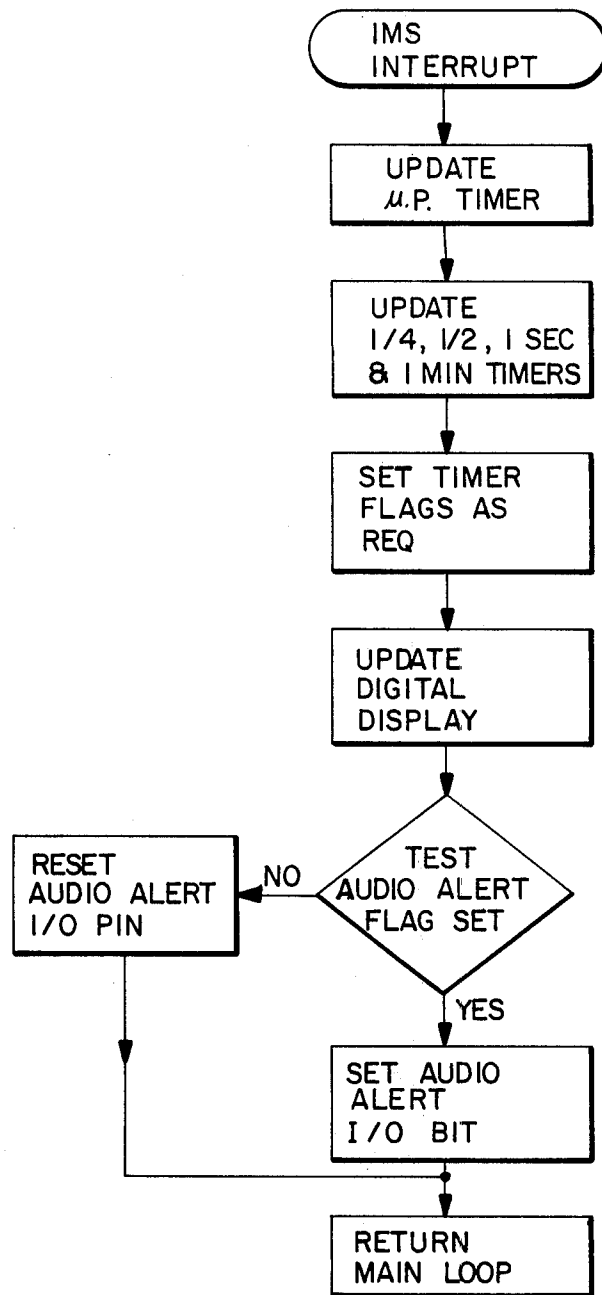 IMS
INTERRUPT
UPDATE
μ.P. TIMER
UPDATE
1/4, 1/2, 1 SEC
& 1 MIN TIMERS
SET TIMER
FLAGS AS
REQ
UPDATE
DIGITAL
DISPLAY
TEST
AUDIO ALERT
FLAG SET
NO
RESET
AUDIO ALERT
I/O PIN
YES
SET AUDIO
ALERT
I/O BIT
RETURN
MAIN LOOP